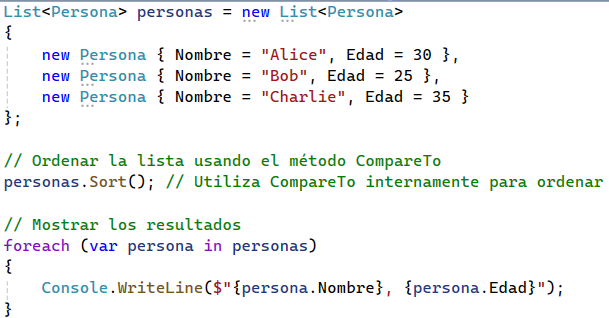 List<Persona> personas = new List<Persona>
{
    new Persona { Nombre = "Alice", Edad = 30 },
    new Persona { Nombre = "Bob", Edad = 25 },
    new Persona { Nombre = "Charlie", Edad = 35 }
};

// Ordenar la lista usando el método CompareTo
personas.Sort(); // Utiliza CompareTo internamente para ordenar

// Mostrar los resultados
foreach (var persona in personas)
{
    Console.WriteLine($"{persona.Nombre}, {persona.Edad}");
}